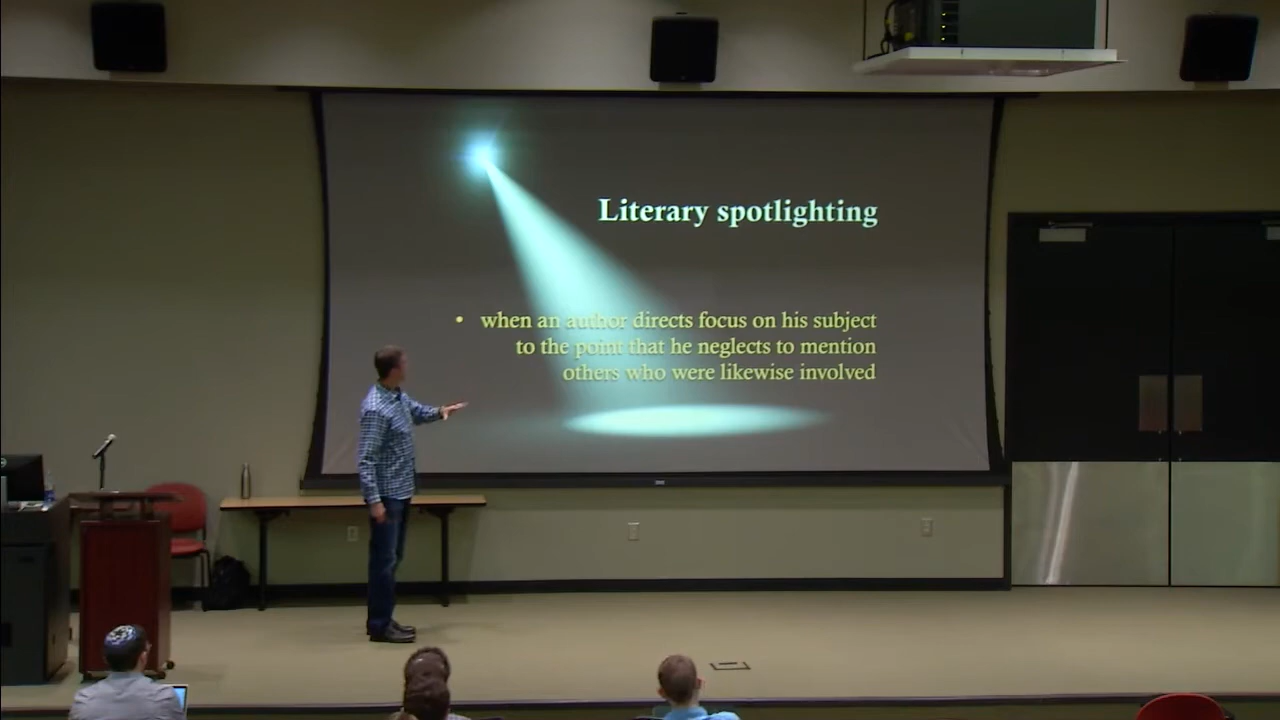 Literary spotlighting
• when an author directs focus on his subject
to the point that he neglects to mention
others who were likewise involved